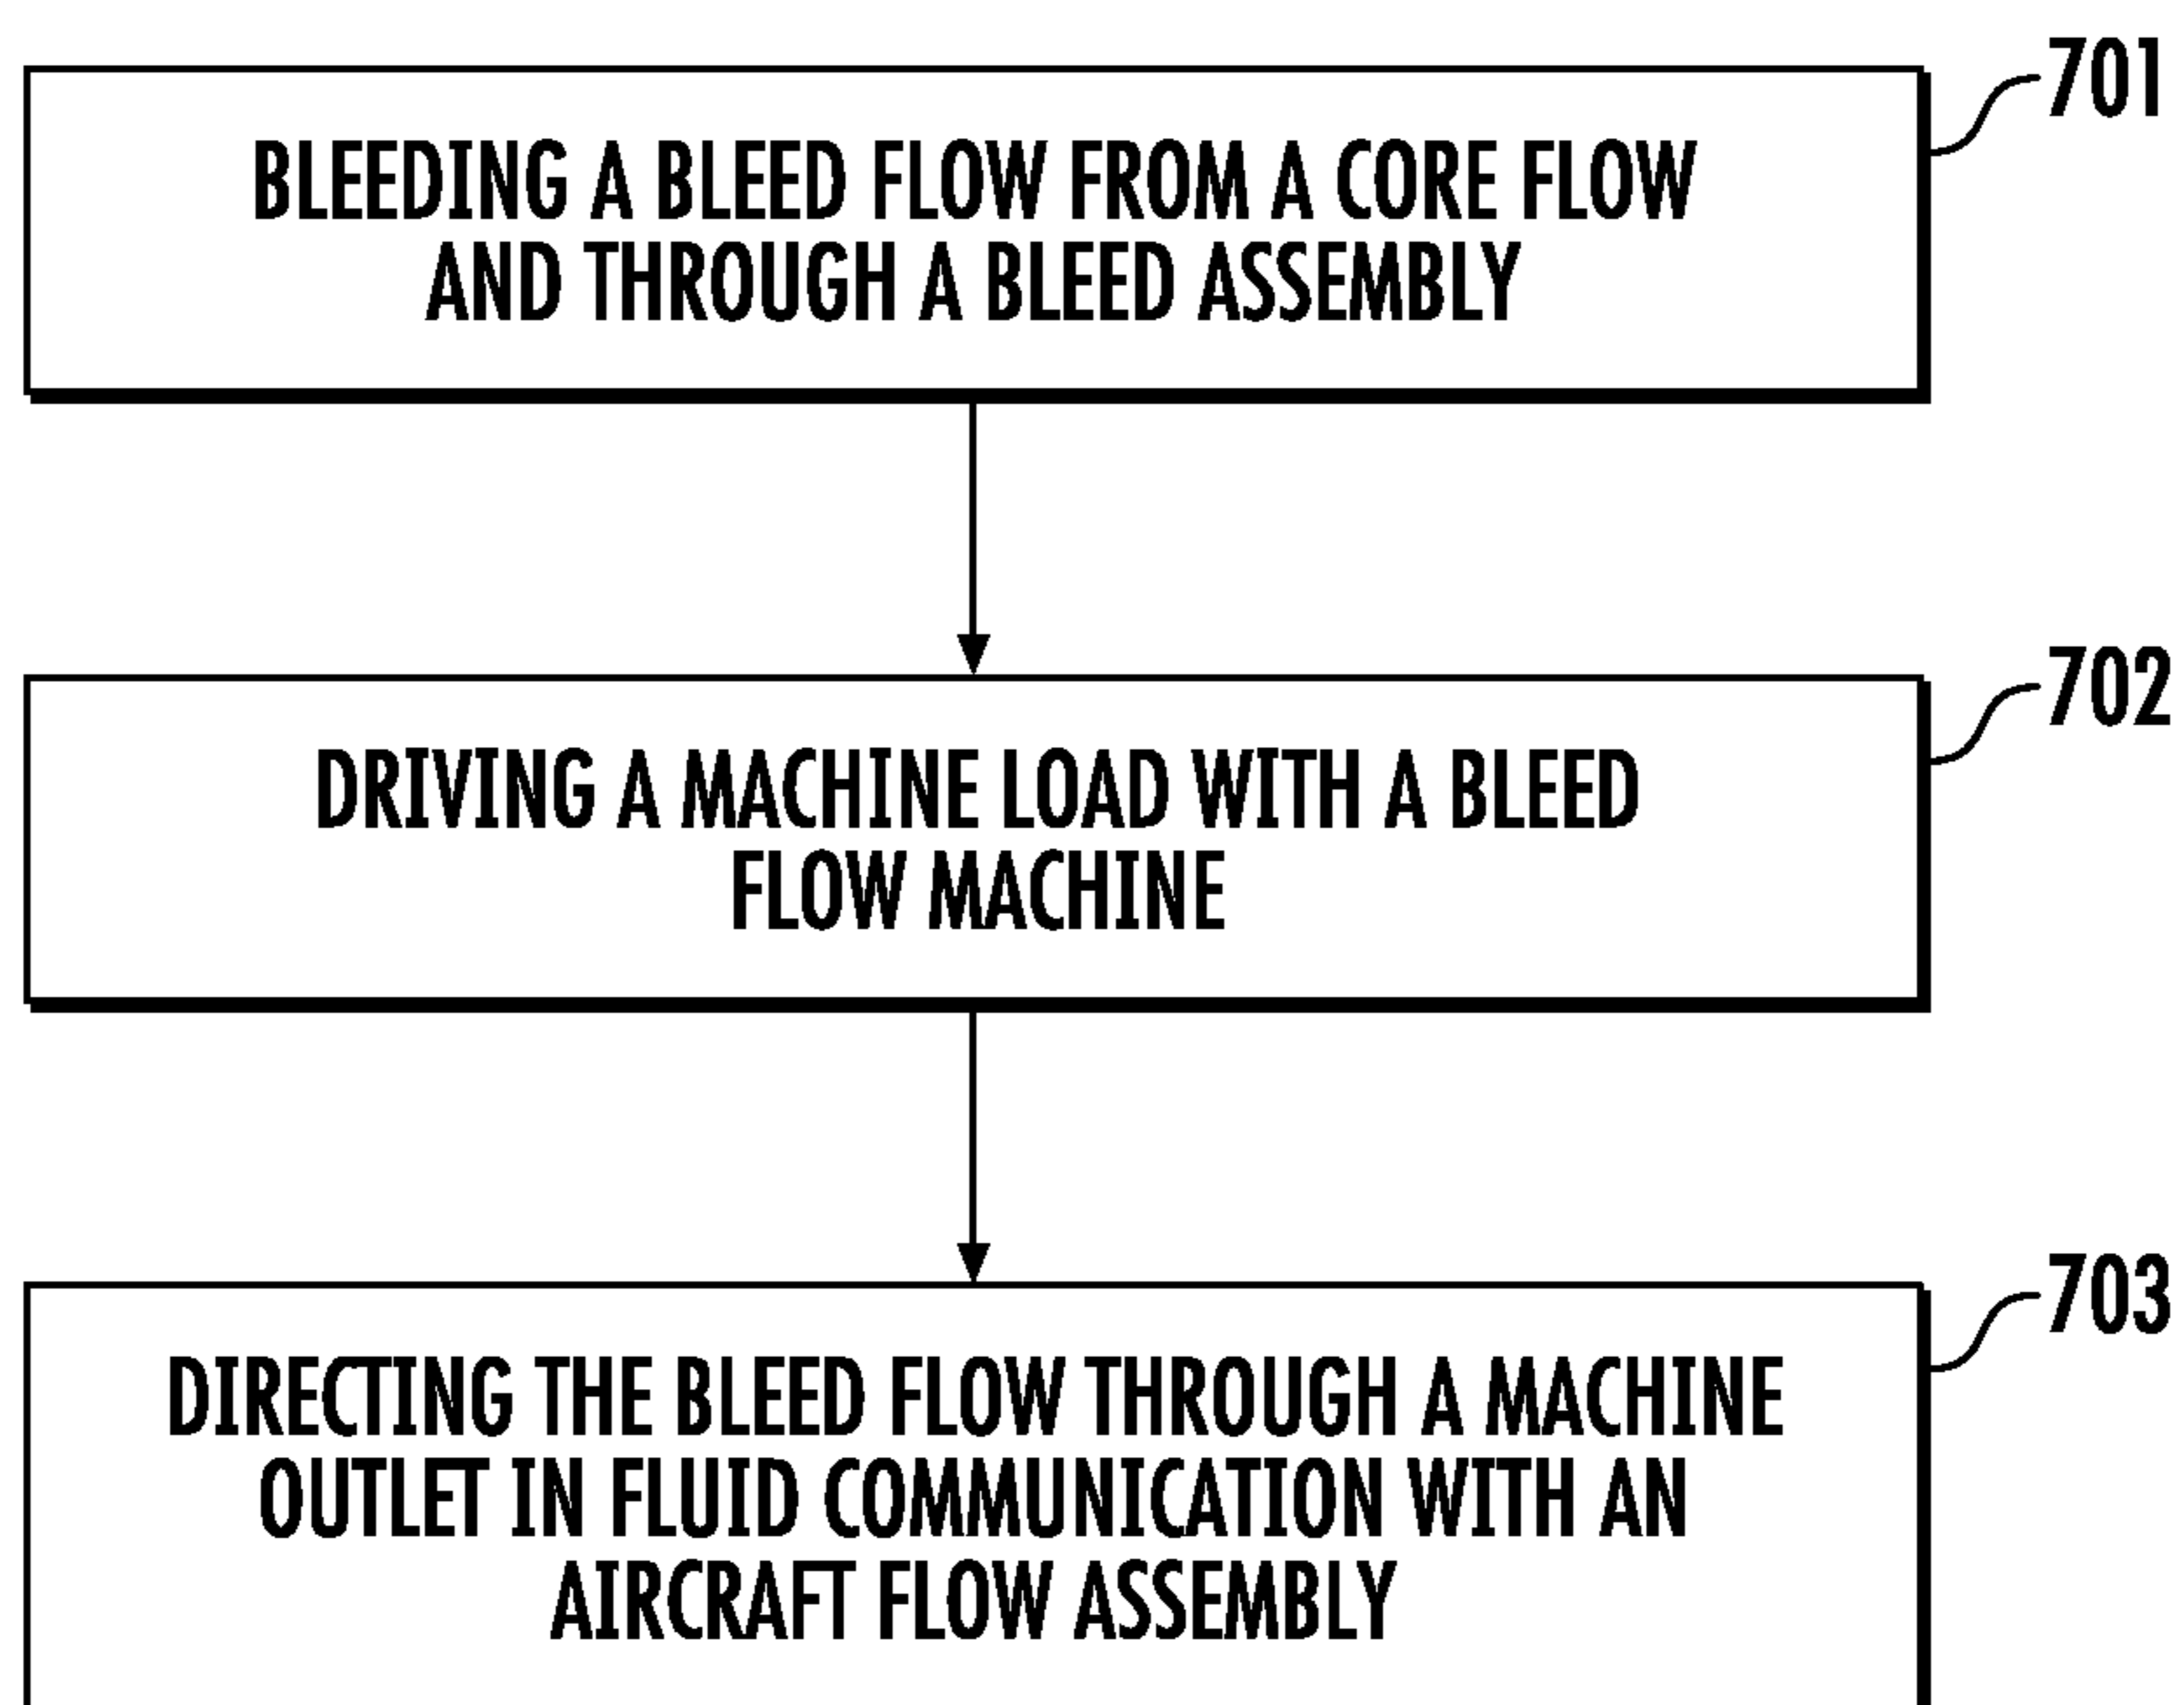 701
BLEEDING A BLEED FLOW FROM A CORE FLOW
AND THROUGH A BLEED ASSEMBLY
702
DRIVING A MACHINE LOAD WITH A BLEED
FLOW MACHINE
703
DIRECTING THE BLEED FLOW THROUGH A MACHINE
OUTLET IN FLUID COMMUNICATION WITH AN
AIRCRAFT FLOW ASSEMBLY